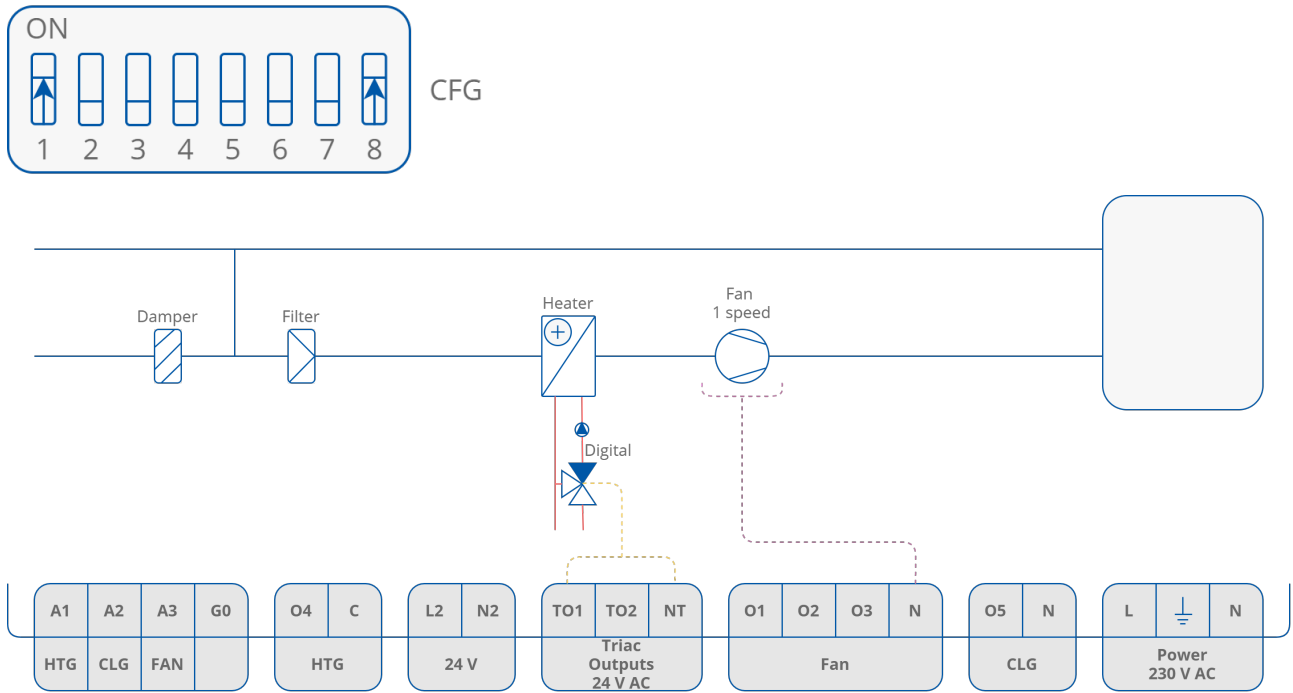 ON
CFG
1 2 3 4 5 6 7 8
Fan
1 speed
Heater
Damper
Filter
Digital
A1 A2 A3 G0 O4 C L2 N2 TO1 TO2 NT O1 O2 O3 N O5 N L N
HTG CLG FAN
HTG
24 V
Triac
Outputs
24 V AC
Fan
CLG
Power
230 V AC